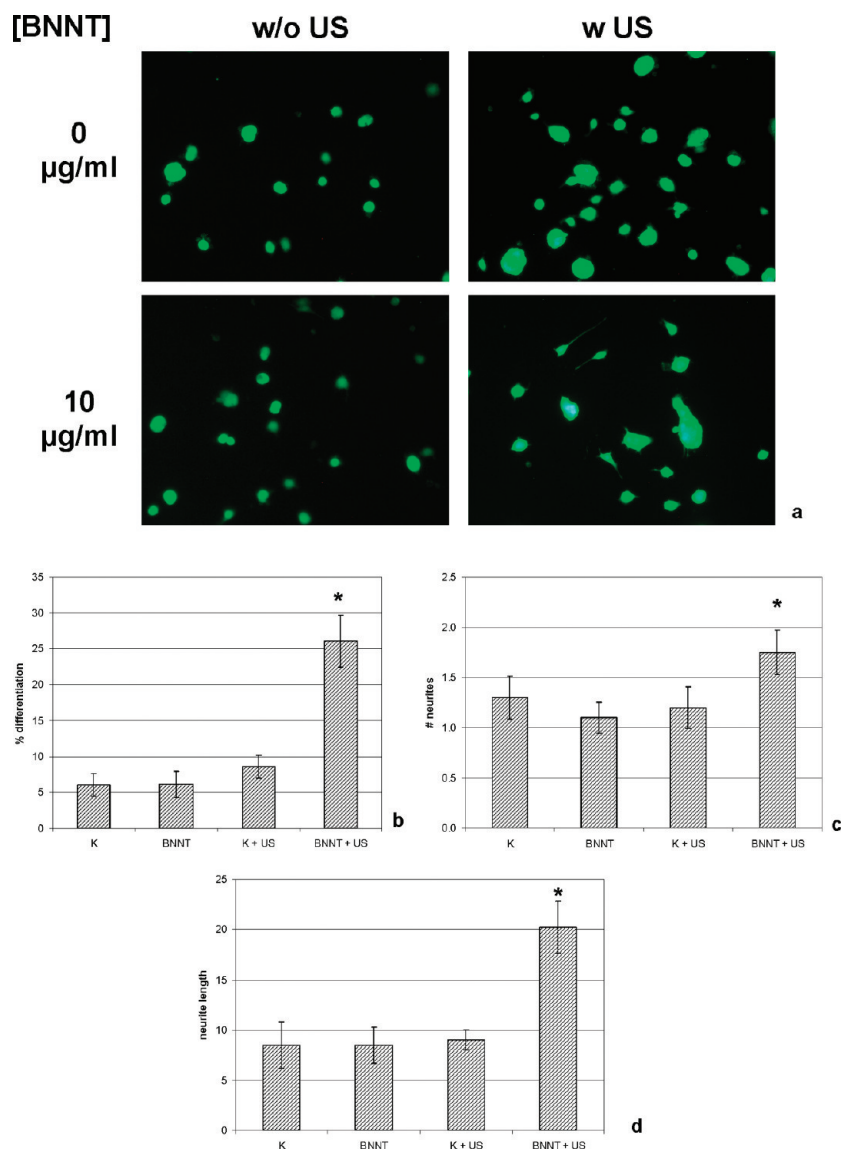 [BNNT] w/o US w US
0
µg/ml
10
µg/ml
a
35
30
25
20
15
10
5
0
% differentiation
*
K BNNT K + US BNNT + US
b
2.5
2.0
1.5
1.0
0.5
0.0
# neurites
*
K BNNT K + US BNNT + US
c
25
20
15
10
5
0
neurite length
*
K BNNT K + US BNNT + US
d